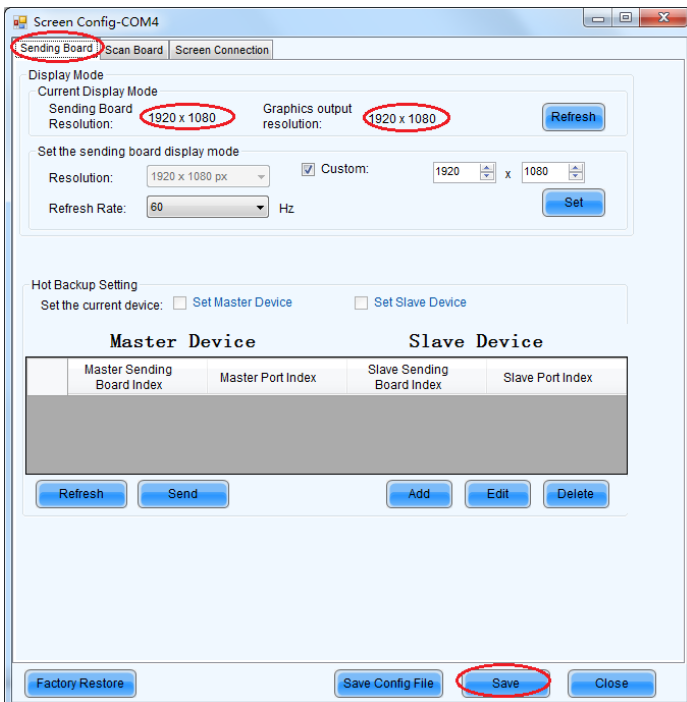 Screen Config-COM4
Sending Board Scan Board Screen Connection
Display Mode
Current Display Mode
Sending Board Resolution: 1920 x 1080 Graphics output resolution: 1920 x 1080 Refresh
Set the sending board display mode
Resolution: 1920 x 1080 px Custom: 1920 x 1080
Refresh Rate: 60 Hz Set
Hot Backup Setting
Set the current device: Set Master Device Set Slave Device
Master Device Slave Device
Master Sending Board Index Master Port Index Slave Sending Board Index Slave Port Index
Refresh Send Add Edit Delete
Factory Restore Save Config File Save Close